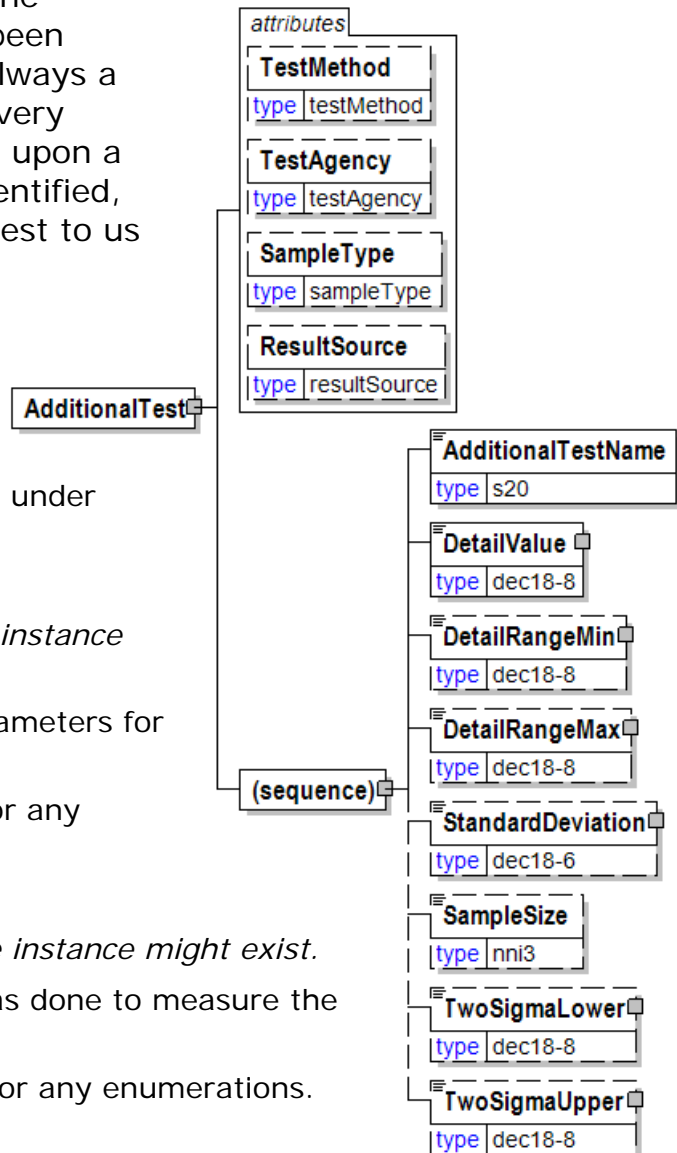 the
been
always a
very
upon a
entified,
est to us
under
instance
ameters for
or any
e instance might exist.
as done to measure the
or any enumerations.
attributes
TestMethod
type testMethod
TestAgency
type testAgency
SampleType
type sampleType
ResultSource
type resultSource
AdditionalTest
(sequence)
AdditionalTestName
type s20
DetailValue
type dec18-8
DetailRangeMin
type dec18-8
DetailRangeMax
type dec18-8
StandardDeviation
type dec18-6
SampleSize
type nni3
TwoSigmaLower
type dec18-8
TwoSigmaUpper
type dec18-8